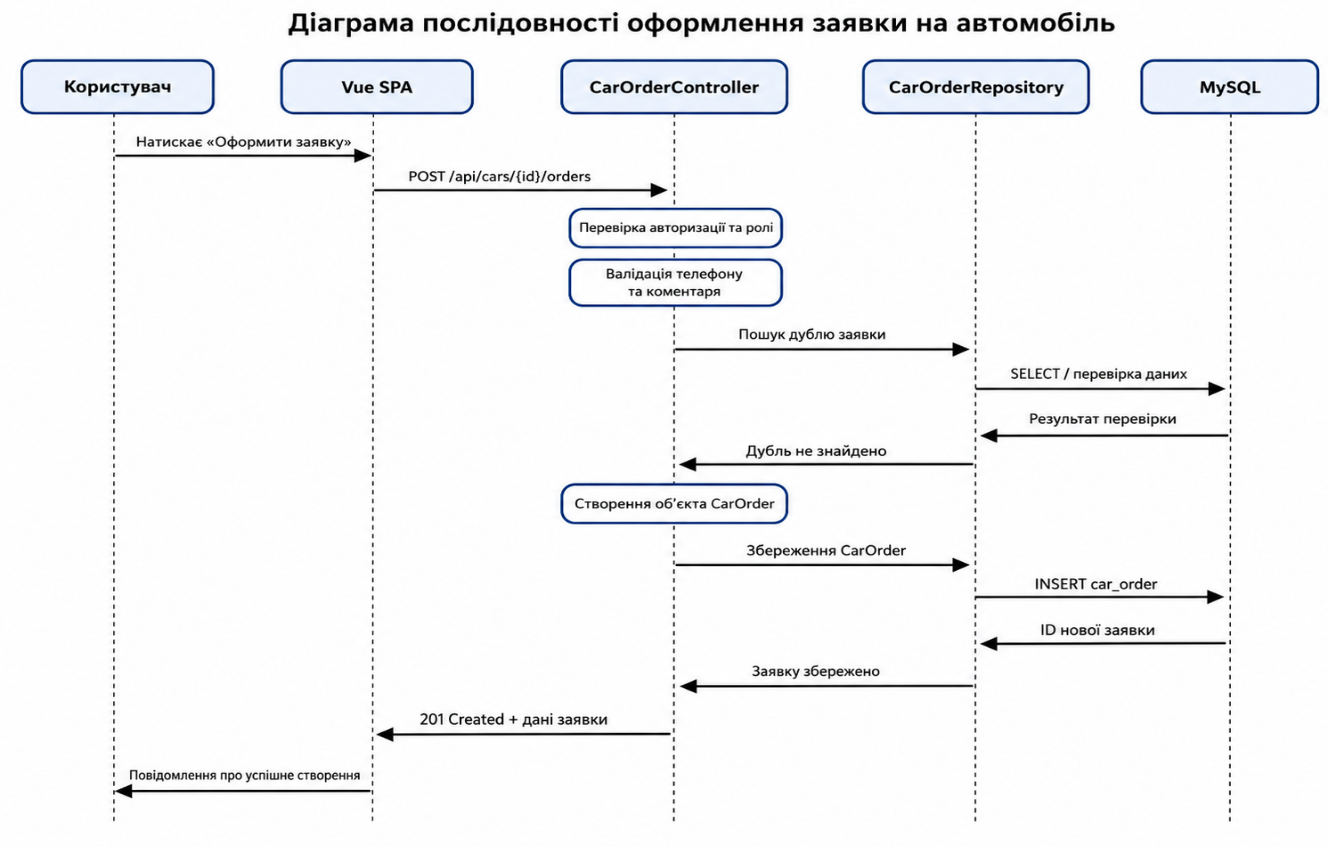 Діаграма послідовності оформлення заявки на автомобіль
Користувач
Vue SPA
CarOrderController
CarOrderRepository
MySQL
Натискає «Оформити заявку»
POST /api/cars/{id}/orders
Перевірка авторизації та ролі
Валідація телефону
та коментаря
Пошук дублю заявки
SELECT / перевірка даних
Результат перевірки
Дубль не знайдено
Створення об’єкта CarOrder
Збереження CarOrder
INSERT car_order
ID нової заявки
Заявку збережено
201 Created + дані заявки
Повідомлення про успішне створення